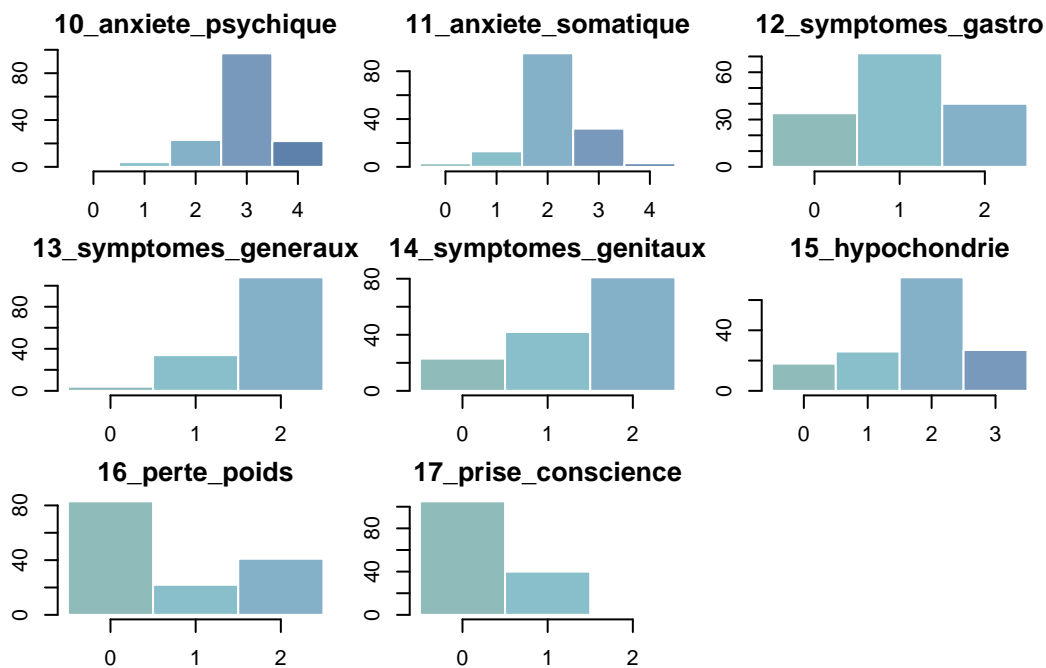 10_anxiete_psychique
11_anxiete_somatique
12_symptomes_gastro
0 40 80
0 40 80
0 30 60
0 1 2 3 4
0 1 2 3 4
0 1 2
13_symptomes_generaux
14_symptomes_genitaux
15_hypochondrie
0 40 80
0 40 80
0 40
0 1 2
0 1 2
0 1 2 3
16_perte_poids
17_prise_conscience
0 40 80
0 40 80
0 1 2
0 1 2